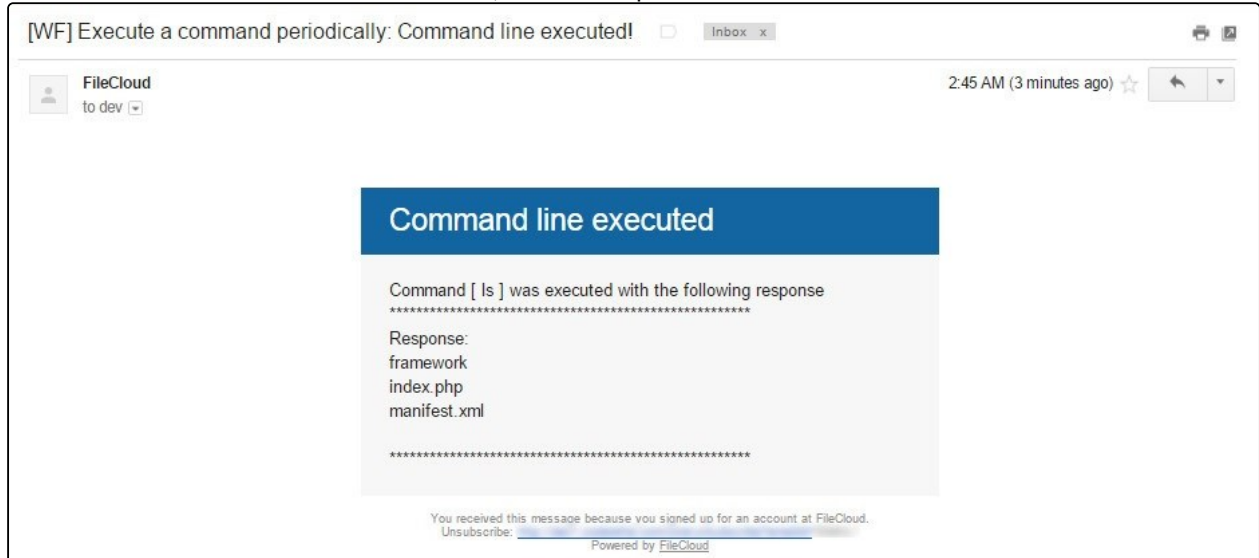 [WF] Execute a command periodically: Command line executed!
Inbox x
FileCloud
2:45 AM (3 minutes ago)
to dev
Command line executed
Command [ ls ] was executed with the following response
******************************************************
Response:
framework
index.php
manifest.xml
******************************************************
You received this message because you signed up for an account at FileCloud.
Unsubscribe:
Powered by FileCloud